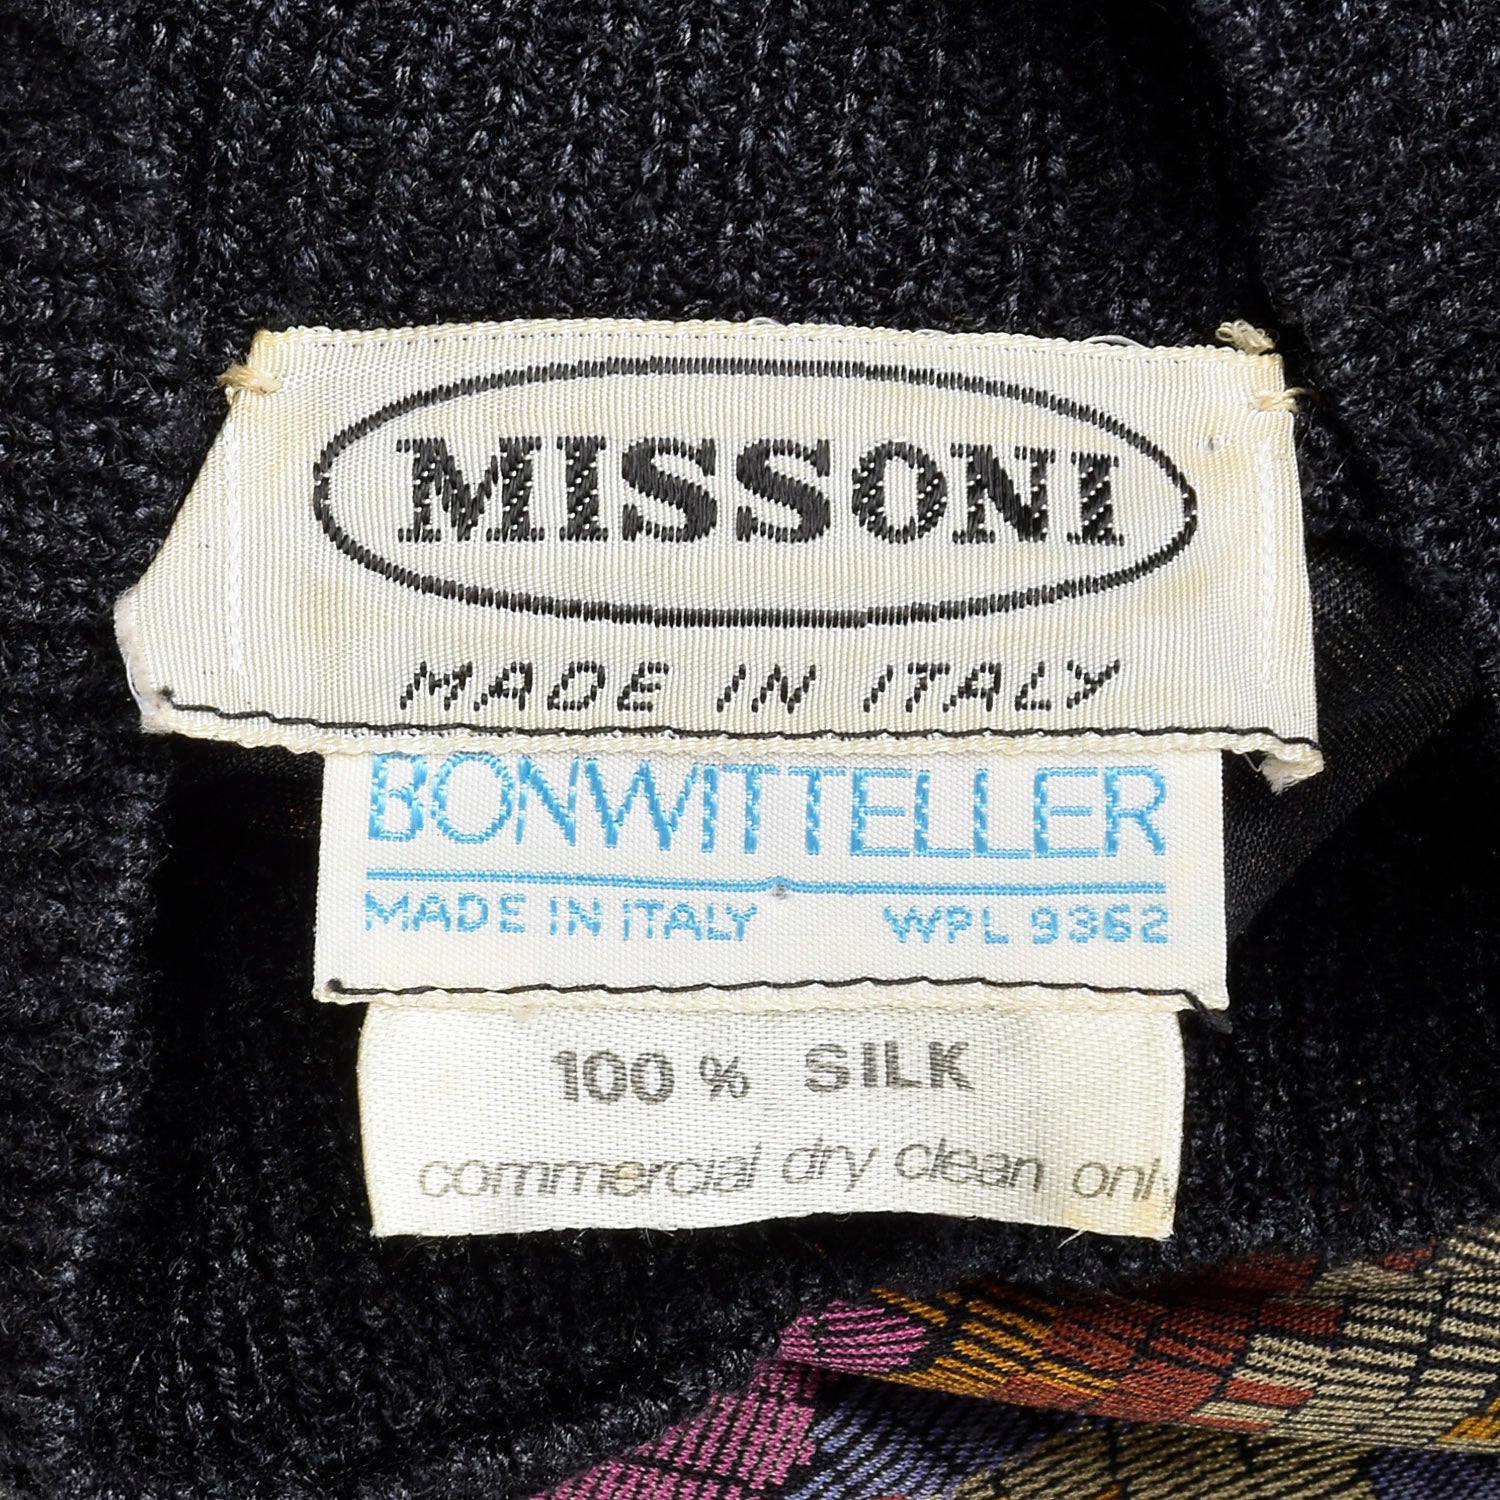 MISSONI
MADE IN ITALY
BONWITTELLER
MADE IN ITALY WPL 9362
100 % SILK
commercial dry clean only